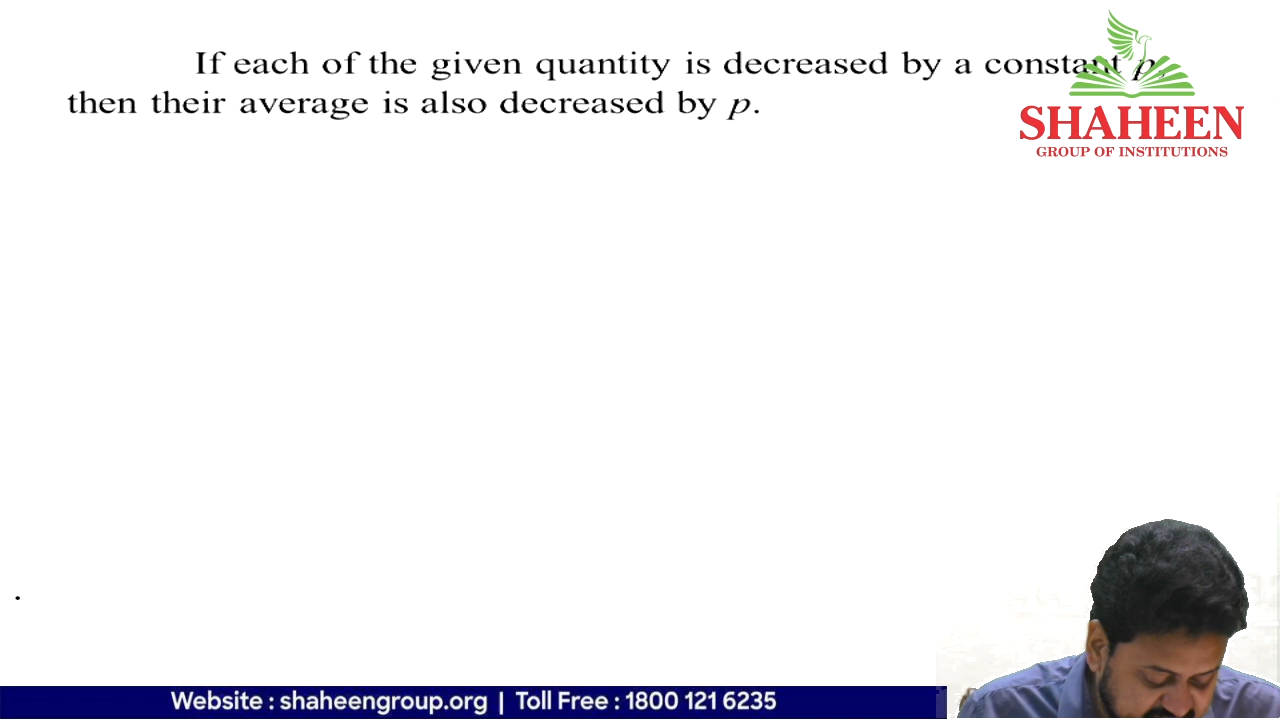 If each of the given quantity is decreased by a constant p,
then their average is also decreased by p.
SHAHEEN
GROUP OF INSTITUTIONS
.
Website : shaheengroup.org | Toll Free : 1800 121 6235